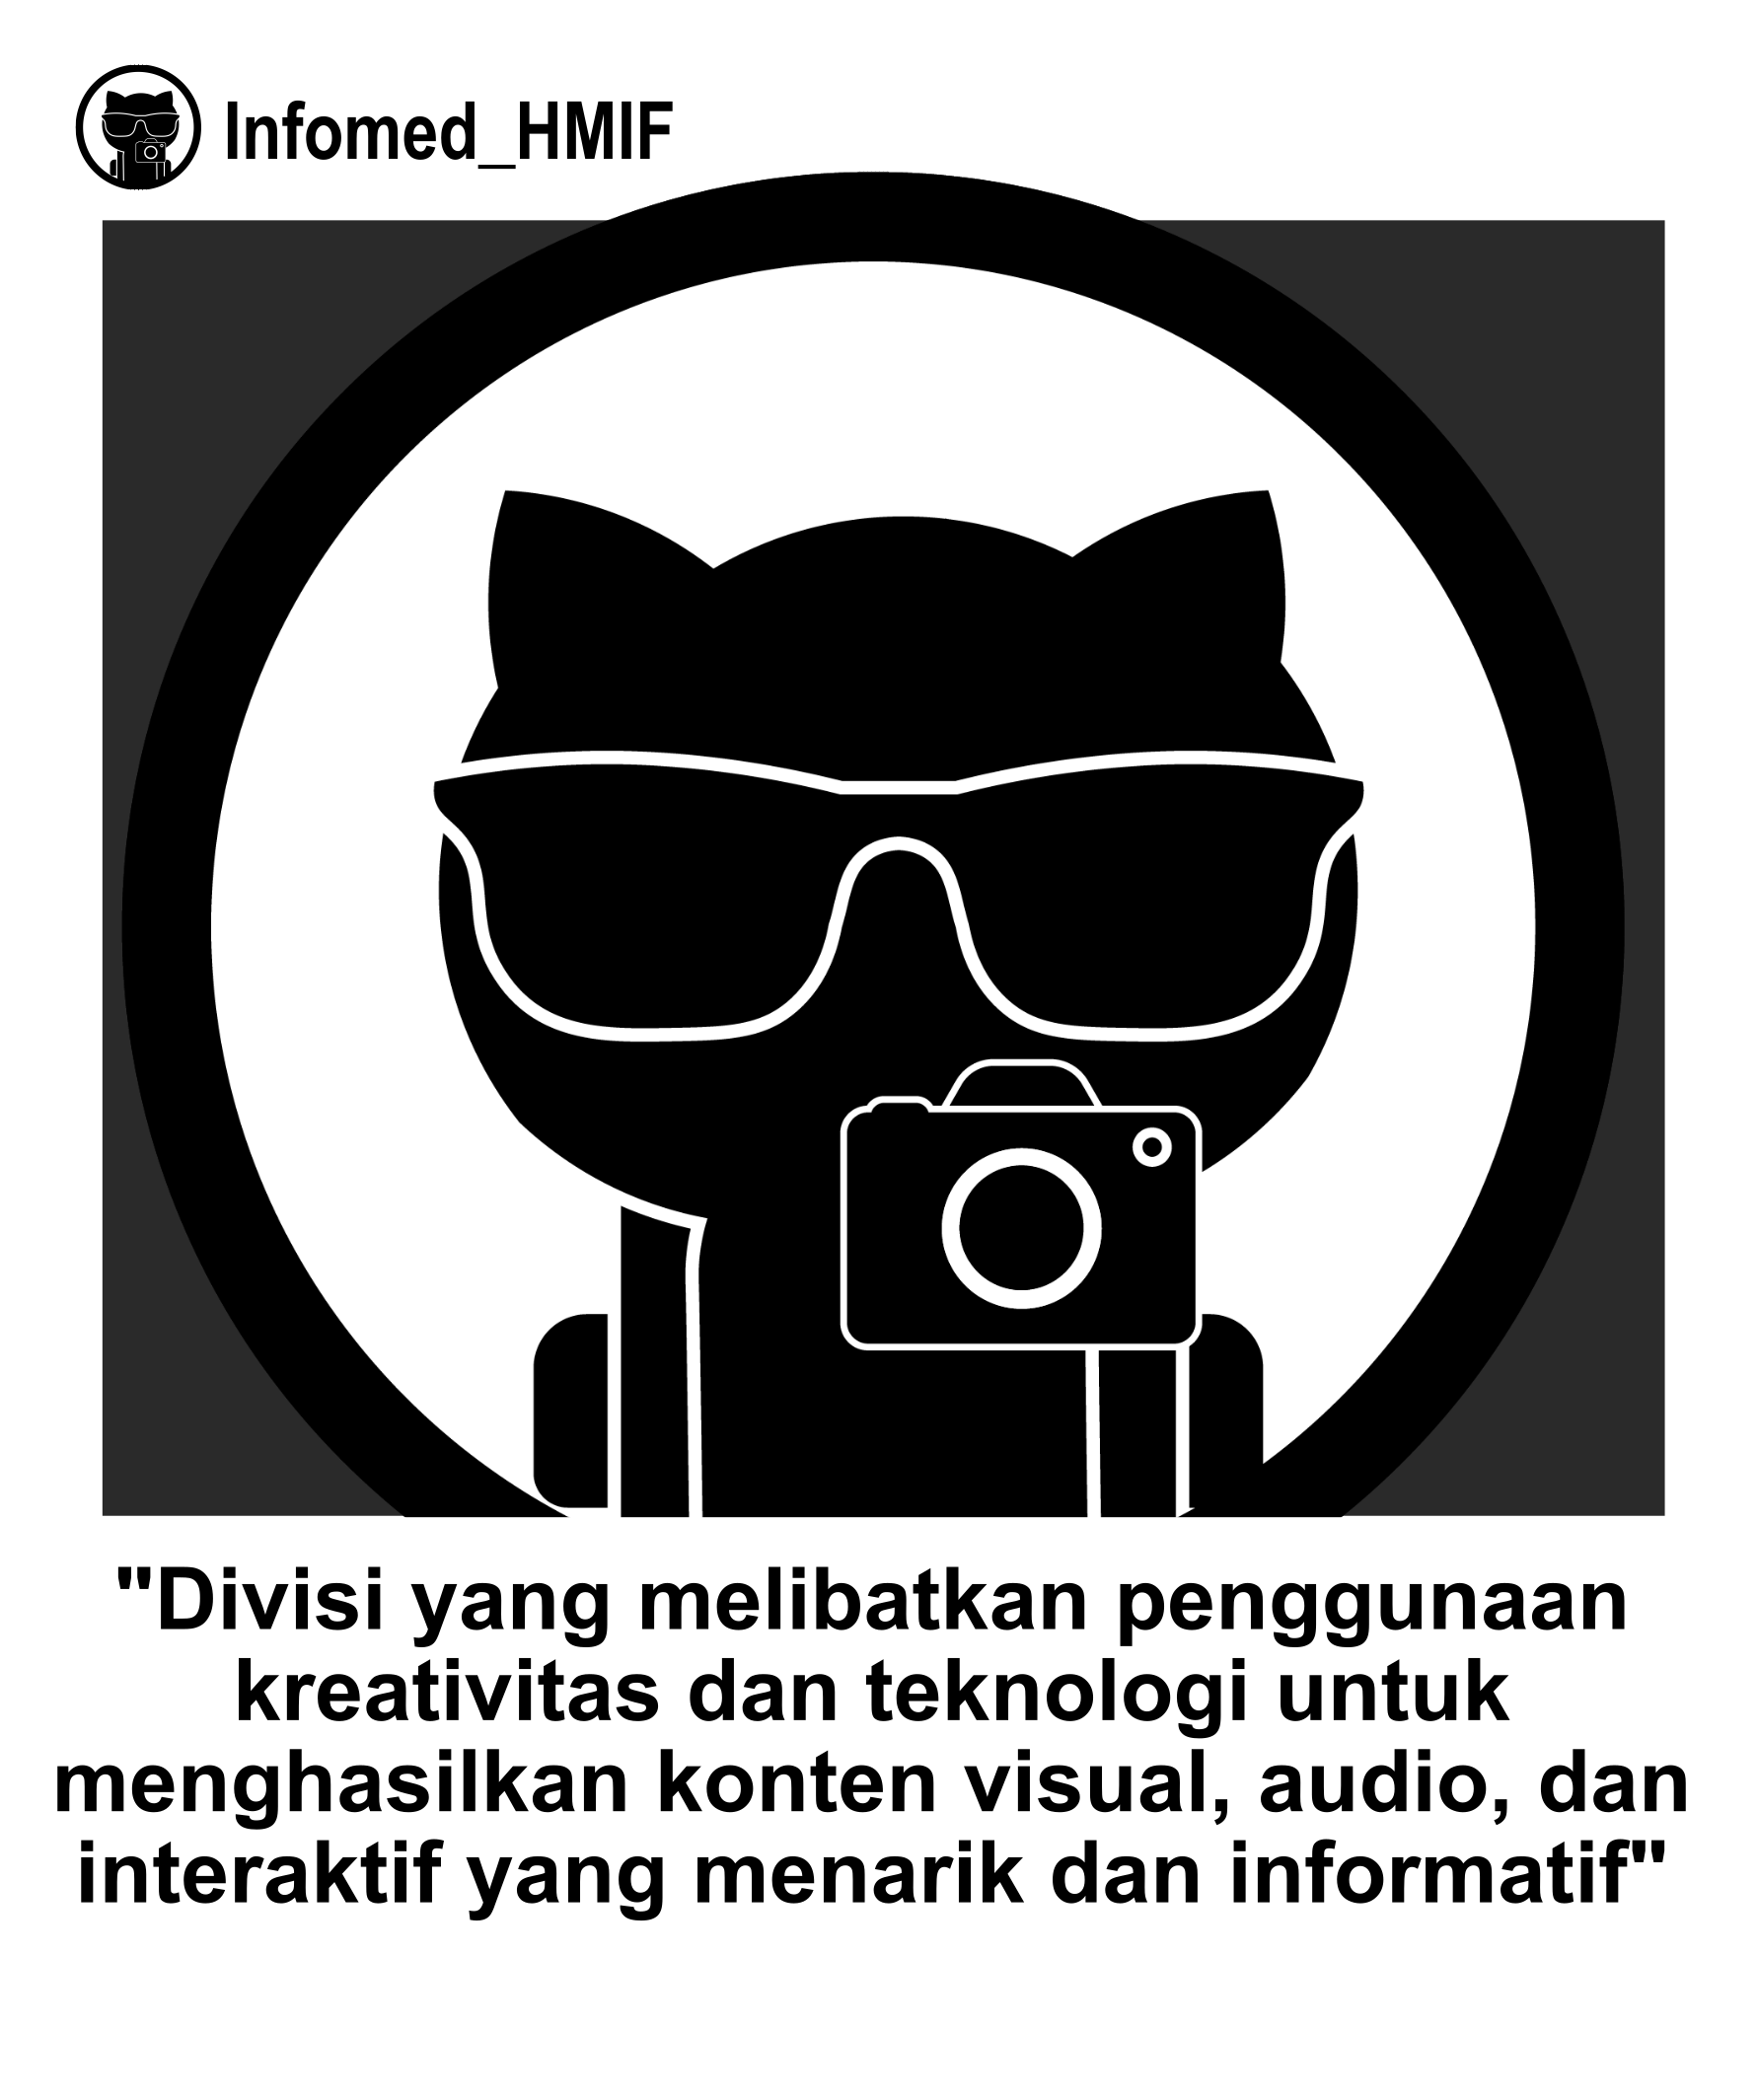 Infomed_HMIF
"Divisi yang melibatkan penggunaan
kreativitas dan teknologi untuk
menghasilkan konten visual, audio, dan
interaktif yang menarik dan informatif"